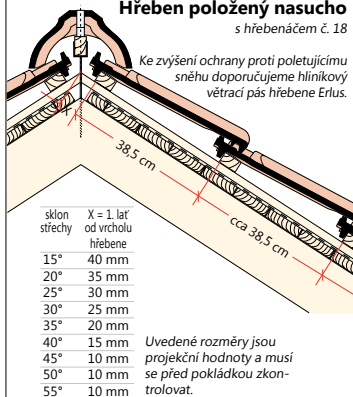 Hřeben položený nasucho
s hřebenáčem č. 18
Ke zvýšení ochrany proti poletujícímu
sněhu doporučujeme hliníkový
větrací pás hřebene Erlus.
X
38,5 cm
cca 38,5 cm
sklon střechy X = 1. lať od vrcholu hřebene
15° 40 mm
20° 35 mm
25° 30 mm
30° 25 mm
35° 20 mm
40° 15 mm
45° 10 mm
50° 10 mm
55° 10 mm
Uvedené rozměry jsou
projekční hodnoty a musí
se před pokládkou zkon-
trolovat.